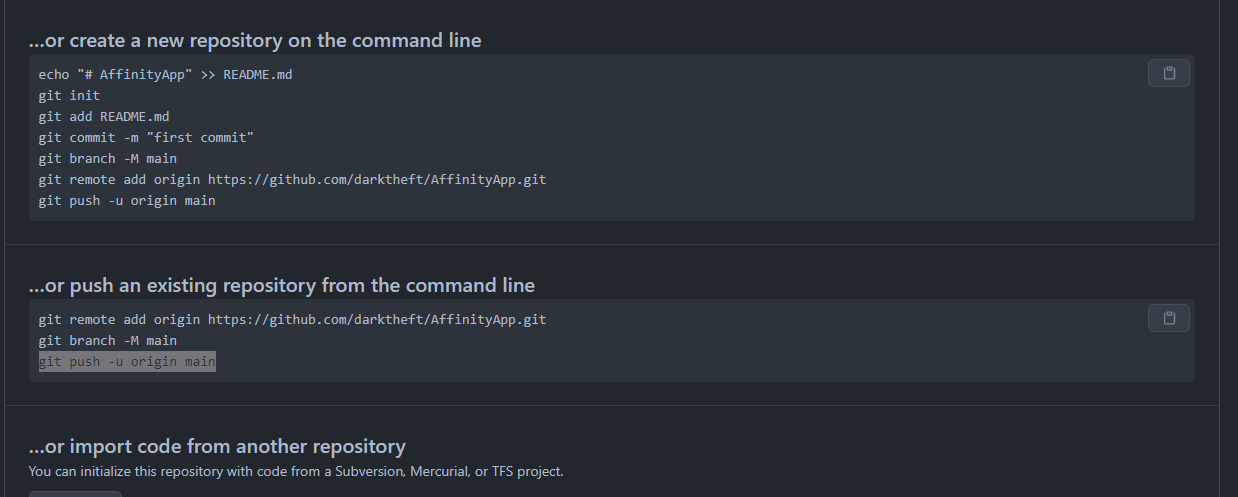 ...or create a new repository on the command line
echo "# AffinityApp" >> README.md
git init
git add README.md
git commit -m "first commit"
git branch -M main
git remote add origin https://github.com/darktheft/AffinityApp.git
git push -u origin main
...or push an existing repository from the command line
git remote add origin https://github.com/darktheft/AffinityApp.git
git branch -M main
git push -u origin main
...or import code from another repository
You can initialize this repository with code from a Subversion, Mercurial, or TFS project.